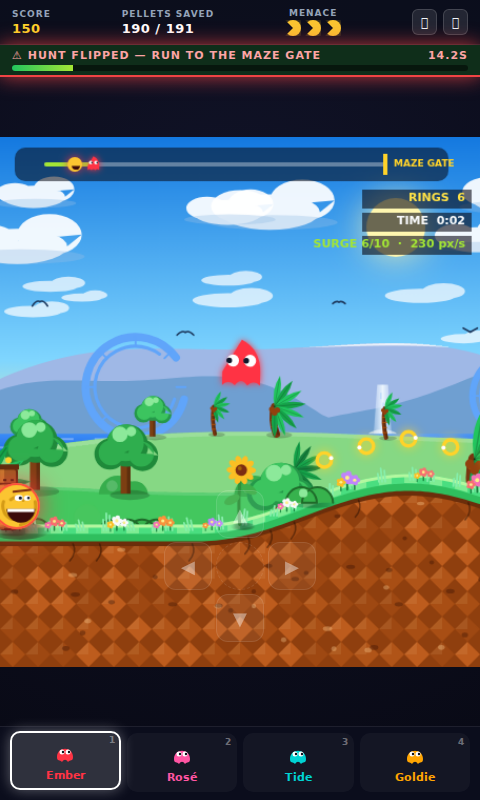 SCORE
150
PELLETS SAVED
190 / 191
MENACE
⚠ HUNT FLIPPED — RUN TO THE MAZE GATE
14.2S
MAZE GATE
RINGS 6
TIME 0:02
SURGE 6/10 · 230 px/s
1
Ember
2
Rosé
3
Tide
4
Goldie